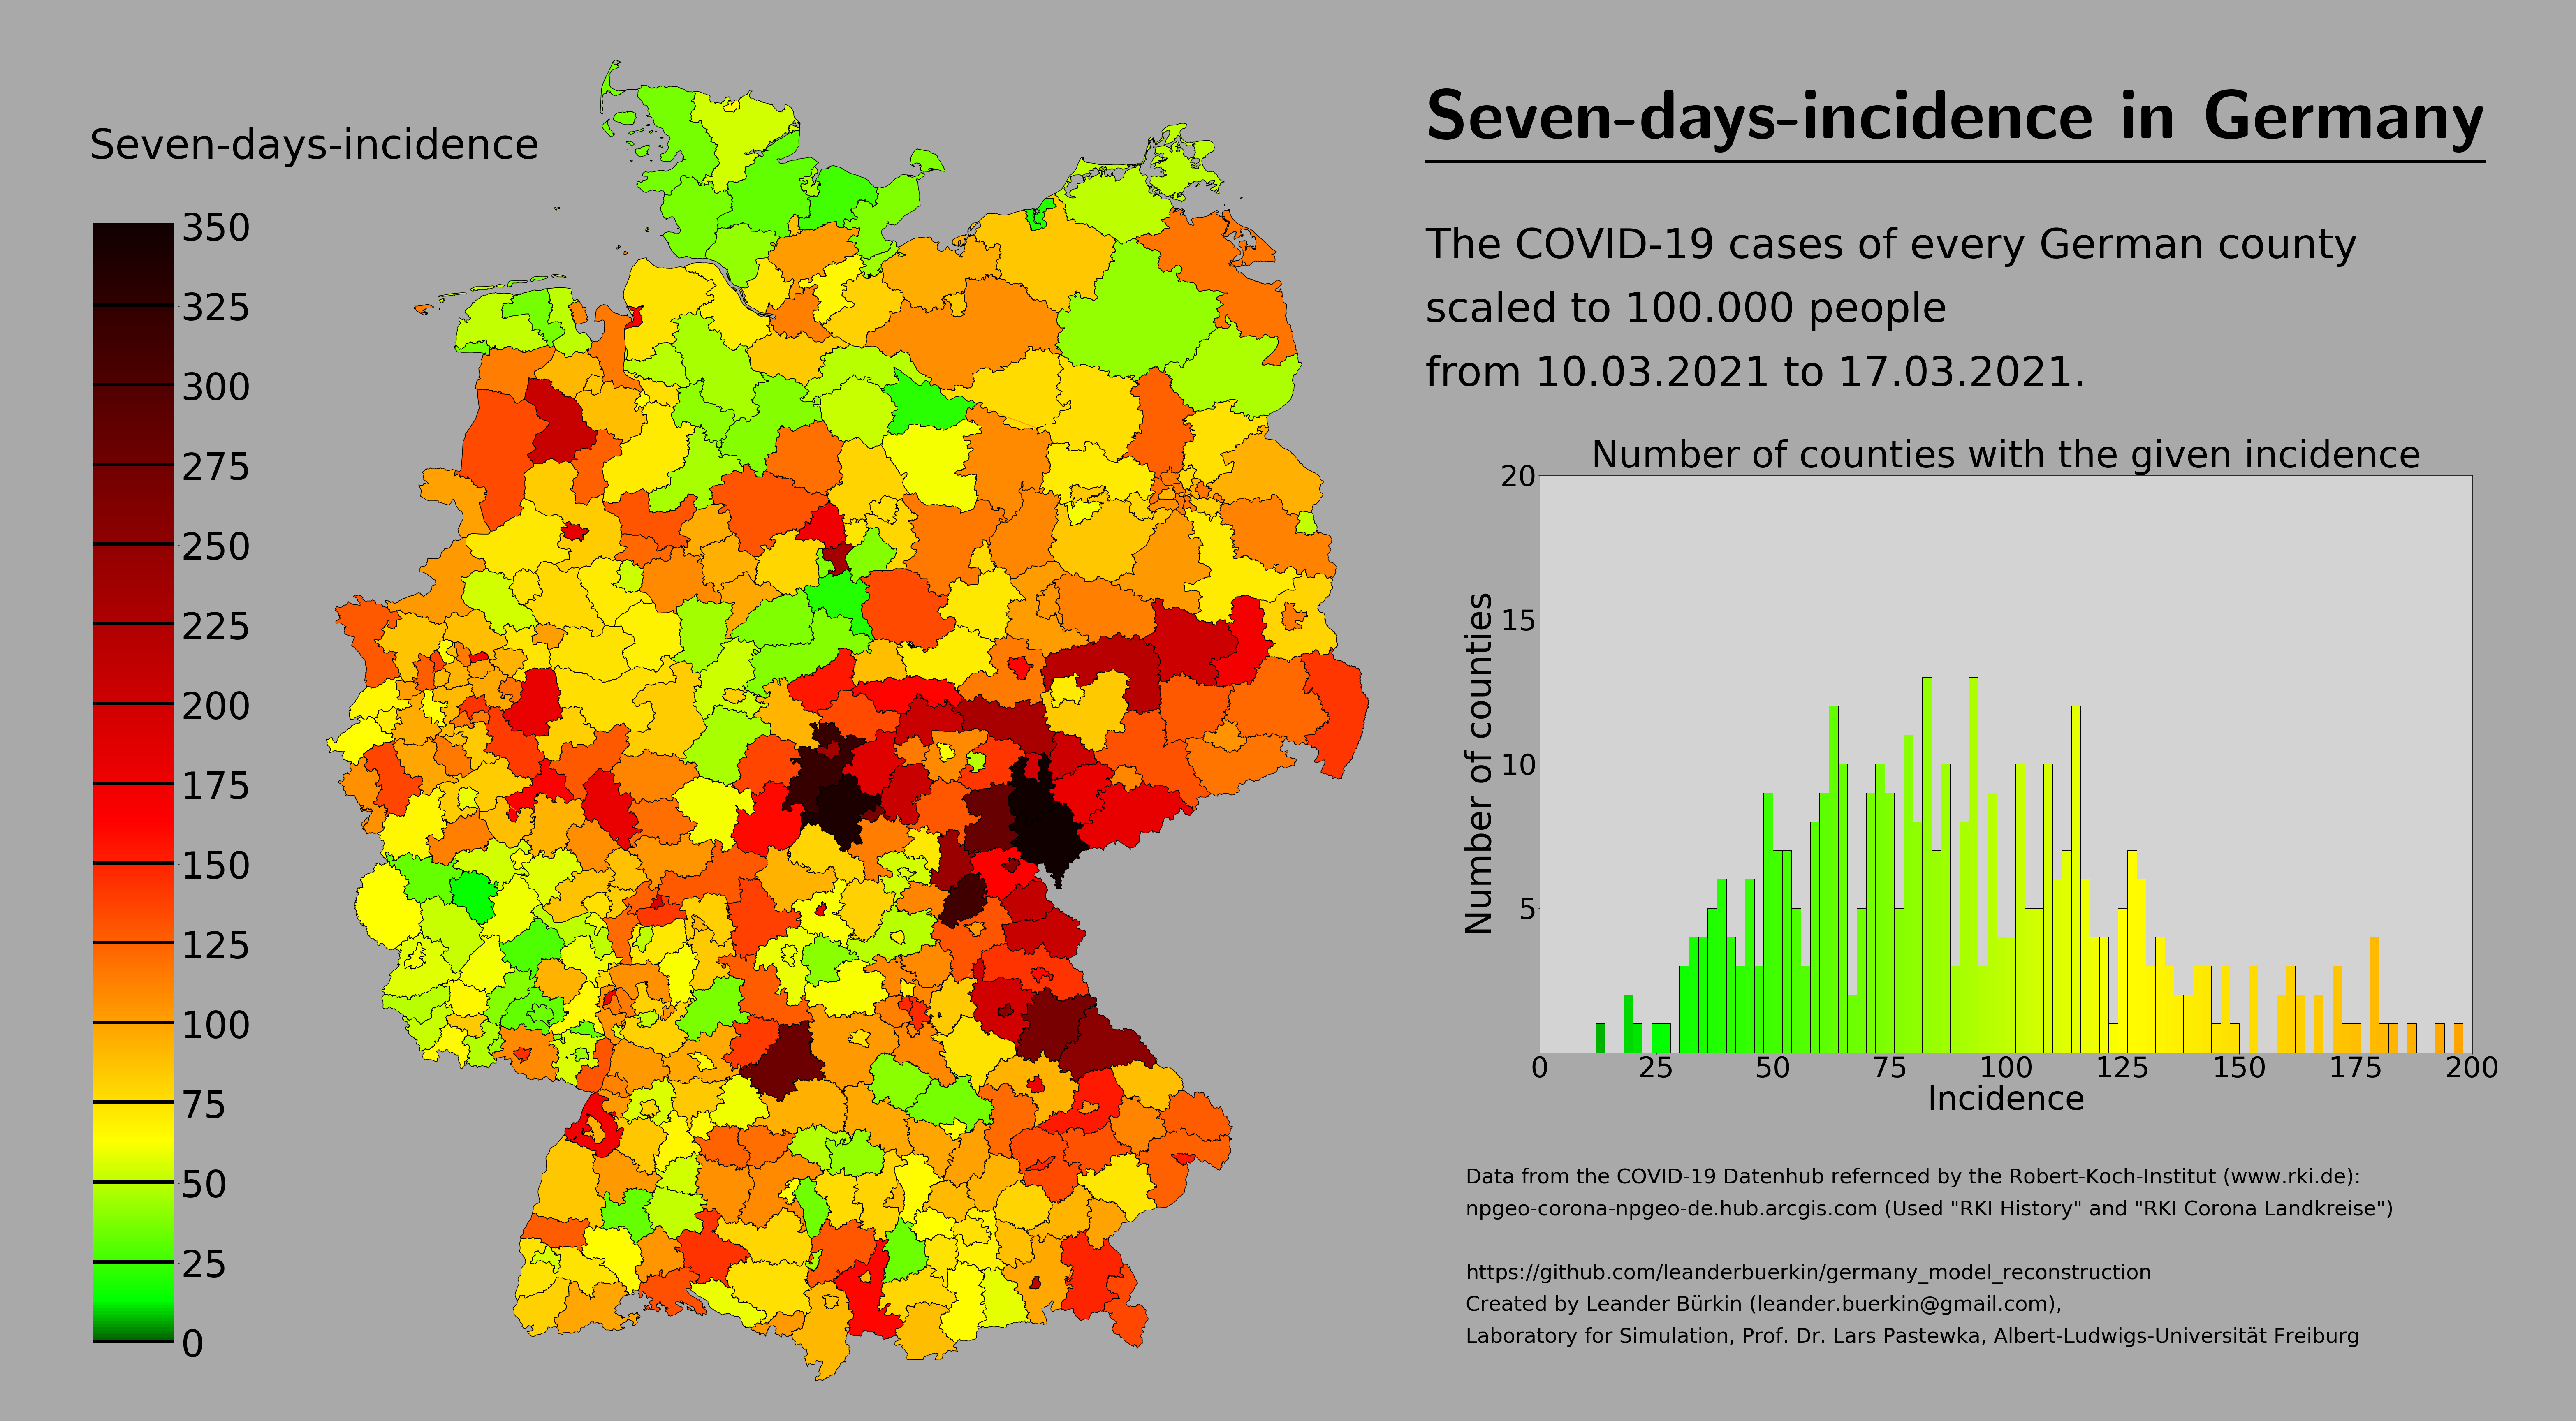 Seven-days-incidence in Germany
Seven-days-incidence
350
325
300
275
250
225
200
175
150
125
100
75
50
25
0
The COVID-19 cases of every German county
scaled to 100.000 people
from 10.03.2021 to 17.03.2021.
Number of counties with the given incidence
20
15
10
5
Number of counties
0 25 50 75 100 125 150 175 200
Incidence
Data from the COVID-19 Datenhub refernced by the Robert-Koch-Institut (www.rki.de):
npgeo-corona-npgeo-de.hub.arcgis.com (Used "RKI History" and "RKI Corona Landkreise")
https://github.com/leanderbuerkin/germany_model_reconstruction
Created by Leander Bürkin (leander.buerkin@gmail.com),
Laboratory for Simulation, Prof. Dr. Lars Pastewka, Albert-Ludwigs-Universität Freiburg